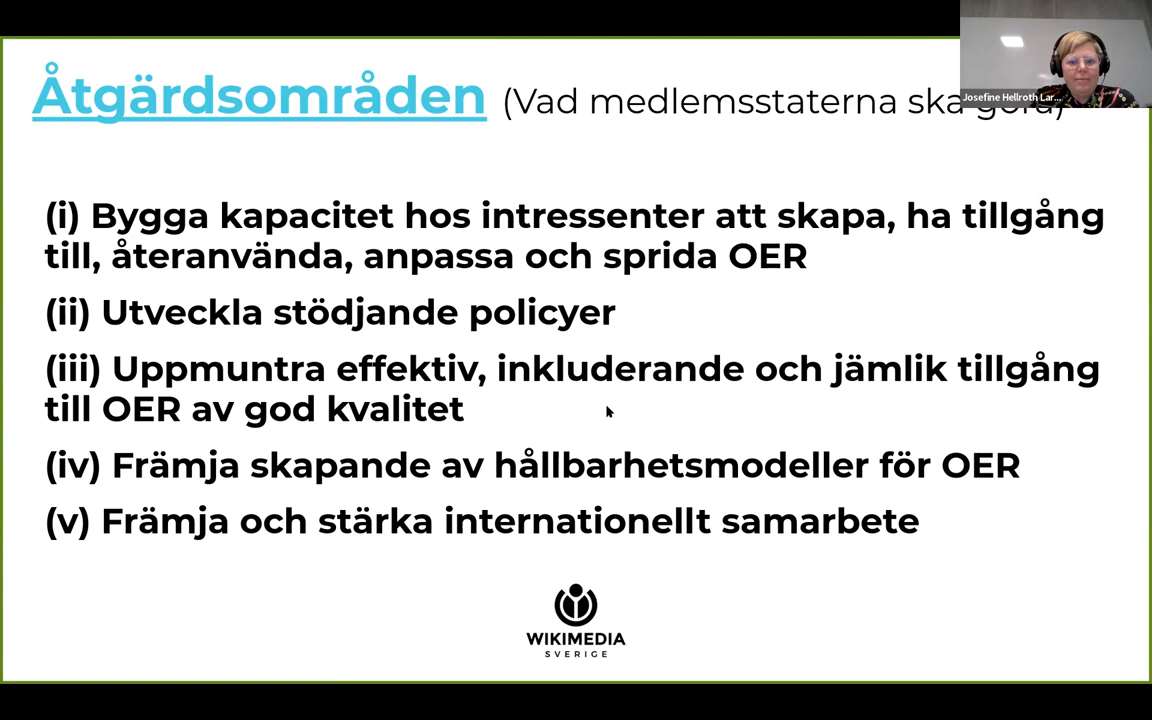 Åtgärdsområden (Vad medlemsstaterna ska göra)
Josefine Hellroth Lar...
(i) Bygga kapacitet hos intressenter att skapa, ha tillgång
till, återanvända, anpassa och sprida OER
(ii) Utveckla stödjande policyer
(iii) Uppmuntra effektiv, inkluderande och jämlik tillgång
till OER av god kvalitet
(iv) Främja skapande av hållbarhetsmodeller för OER
(v) Främja och stärka internationellt samarbete
WIKIMEDIA
SVERIGE